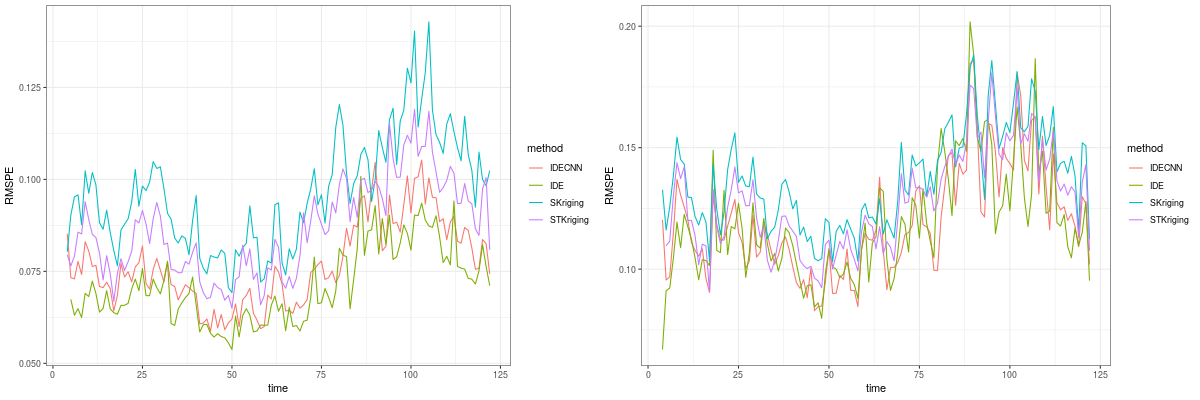 RMSPE
0.125
0.100
0.075
0.050
0
25
50
75
100
125
time
method
IDECNN
IDE
SKriging
STKriging
RMSPE
0.20
0.15
0.10
0
25
50
75
100
125
time
method
IDECNN
IDE
SKriging
STKriging